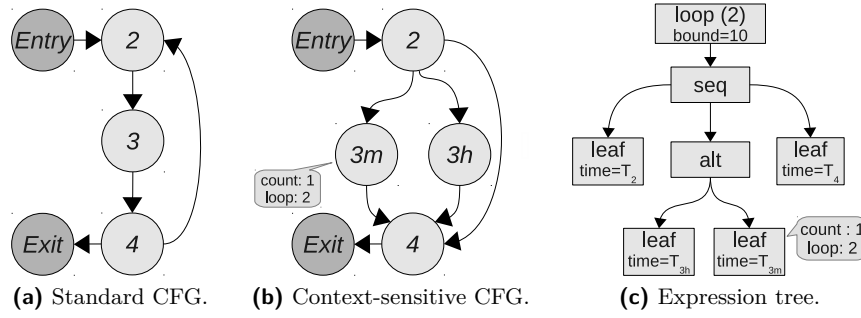 Entry
2
3
Exit
4
(a) Standard CFG.
Entry
2
3m
3h
count: 1
loop: 2
Exit
4
(b) Context-sensitive CFG.
loop (2)
bound=10
seq
leaf
time=T2
alt
leaf
time=T4
leaf
time=T3h
leaf
time=T3m
count : 1
loop: 2
(c) Expression tree.